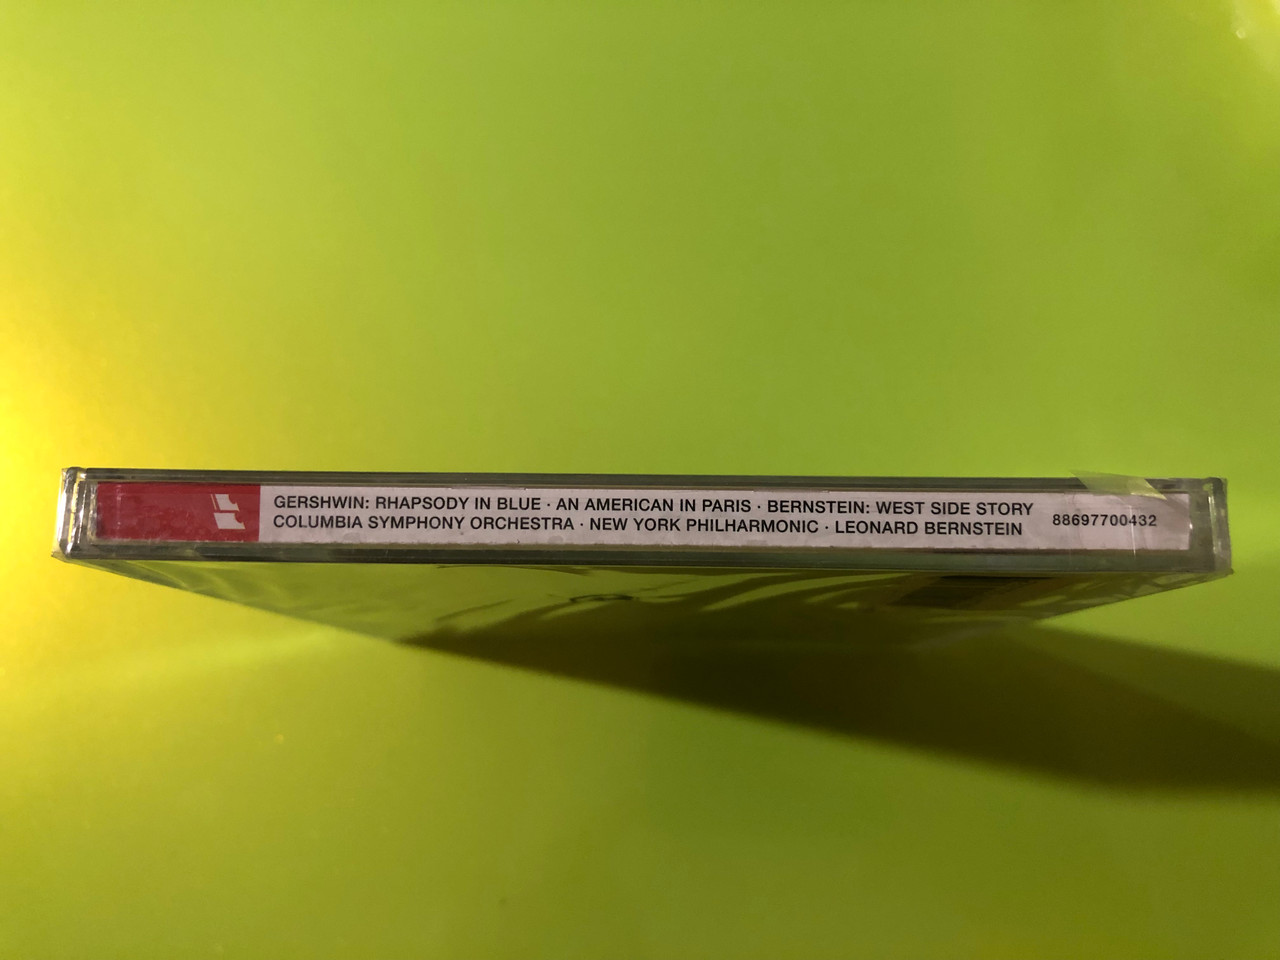 GERSHWIN: RHAPSODY IN BLUE · AN AMERICAN IN PARIS · BERNSTEIN: WEST SIDE STORY
COLUMBIA SYMPHONY ORCHESTRA · NEW YORK PHILHARMONIC · LEONARD BERNSTEIN
88697700432